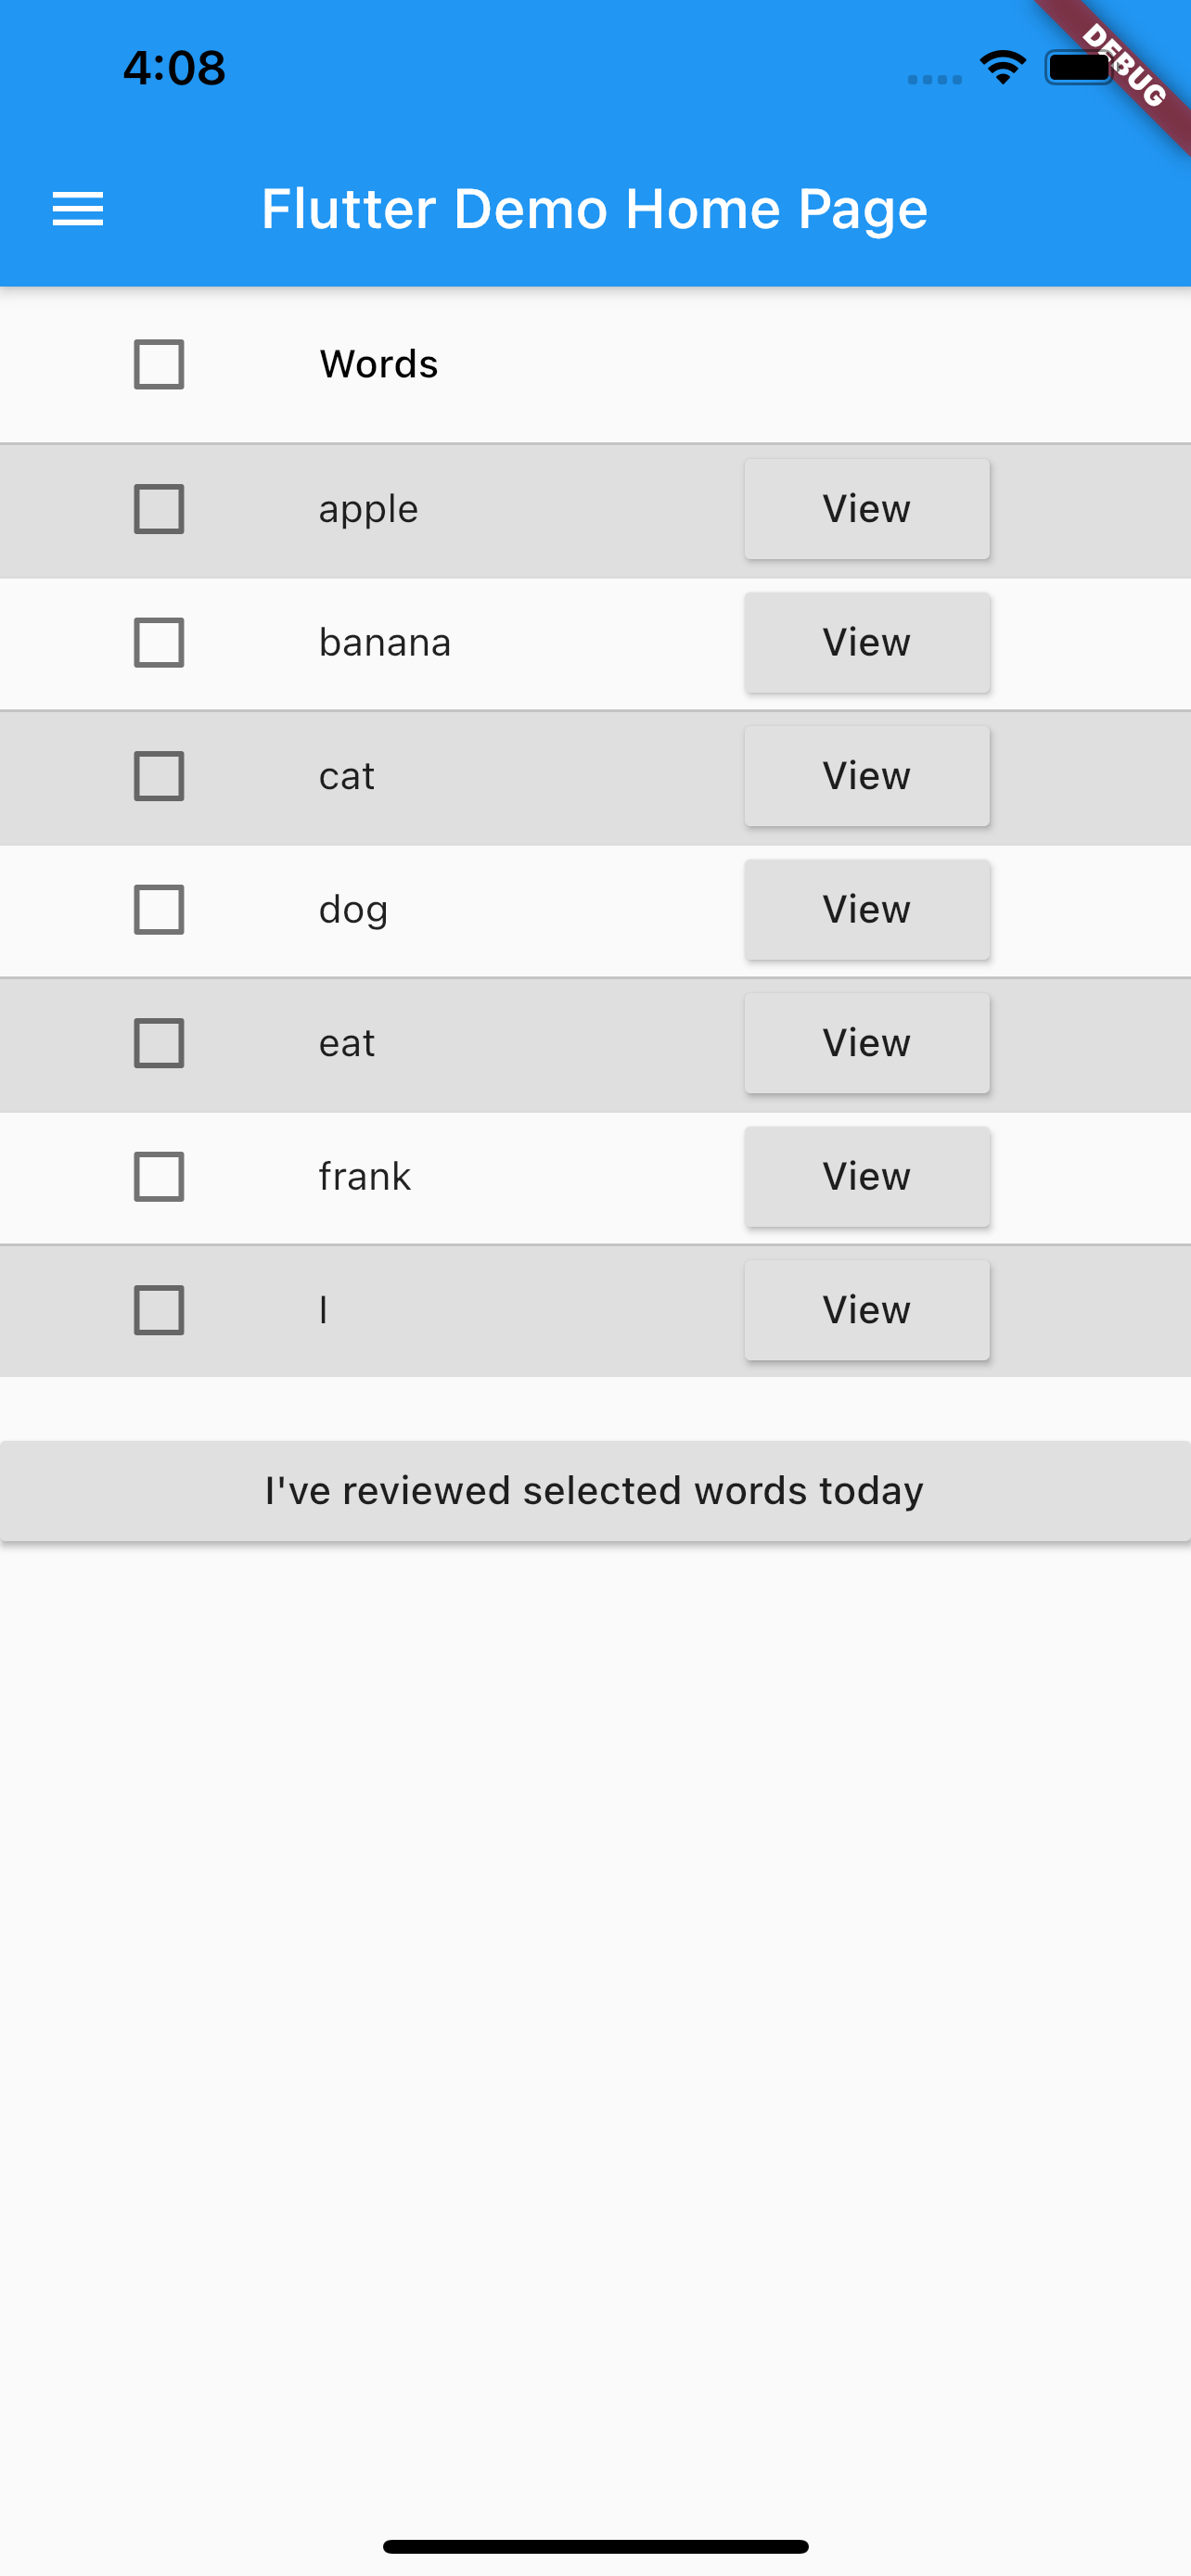 4:08
DEBUG
Flutter Demo Home Page
Words
apple View
banana View
cat View
dog View
eat View
frank View
I View
I've reviewed selected words today